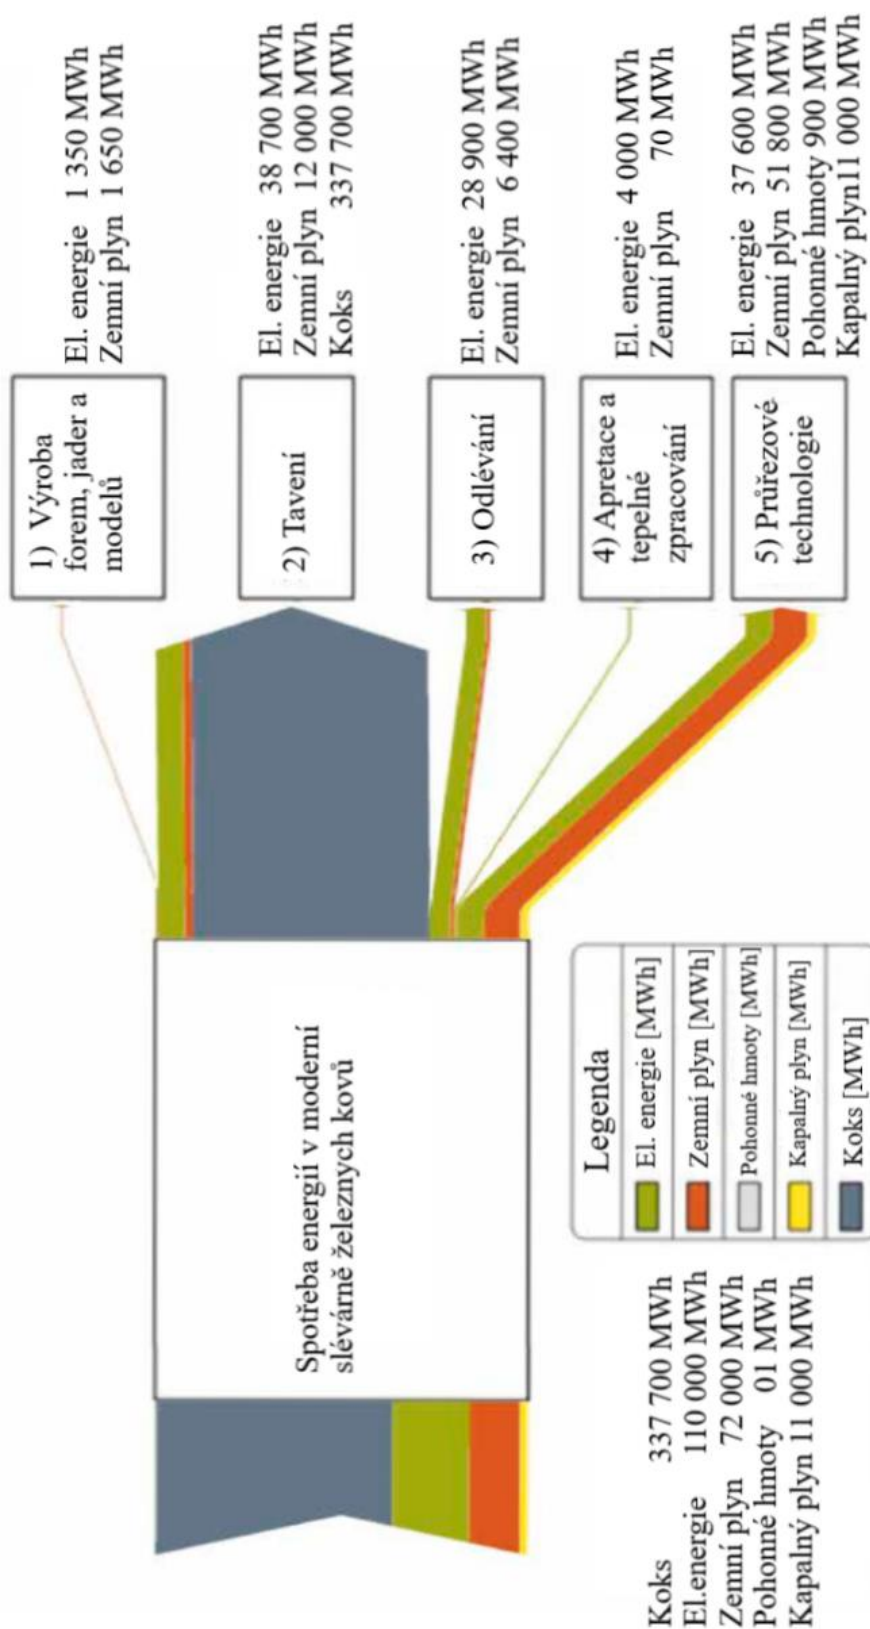 1) Výroba
forem, jader a
modelů
El. energie 1 350 MWh
Zemní plyn 1 650 MWh
2) Tavení
El. energie 38 700 MWh
Zemní plyn 12 000 MWh
Koks 337 700 MWh
3) Odlévání
El. energie 28 900 MWh
Zemní plyn 6 400 MWh
4) Apretace a
tepelné
zpracování
El. energie 4 000 MWh
Zemní plyn 70 MWh
5) Průřezové
technologie
El. energie 37 600 MWh
Zemní plyn 51 800 MWh
Pohonné hmoty 900 MWh
Kapalný plyn11 000 MWh
Spotřeba energií v moderní
slévárně železnych kovů
Koks 337 700 MWh
El.energie 110 000 MWh
Zemní plyn 72 000 MWh
Pohonné hmoty 01 MWh
Kapalný plyn 11 000 MWh
Legenda
El. energie [MWh]
Zemní plyn [MWh]
Pohonné hmoty [MWh]
Kapalný plyn [MWh]
Koks [MWh]